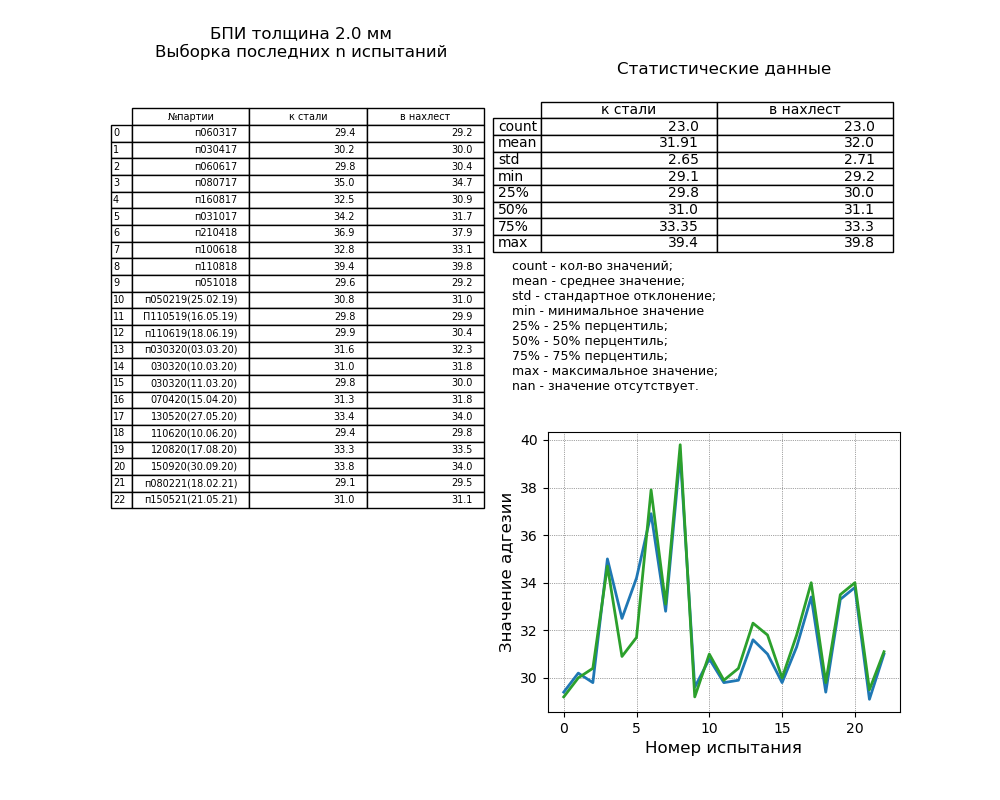 БПИ толщина 2.0 мм
Выборка последних n испытаний
№партии к стали в нахлест
0 п060317 29.4 29.2
1 п030417 30.2 30.0
2 п060617 29.8 30.4
3 п080717 35.0 34.7
4 п160817 32.5 30.9
5 п031017 34.2 31.7
6 п210418 36.9 37.9
7 п100618 32.8 33.1
8 п110818 39.4 39.8
9 п051018 29.6 29.2
10 п050219(25.02.19) 30.8 31.0
11 П110519(16.05.19) 29.8 29.9
12 п110619(18.06.19) 29.9 30.4
13 п030320(03.03.20) 31.6 32.3
14 030320(10.03.20) 31.0 31.8
15 030320(11.03.20) 29.8 30.0
16 070420(15.04.20) 31.3 31.8
17 130520(27.05.20) 33.4 34.0
18 110620(10.06.20) 29.4 29.8
19 120820(17.08.20) 33.3 33.5
20 150920(30.09.20) 33.8 34.0
21 п080221(18.02.21) 29.1 29.5
22 п150521(21.05.21) 31.0 31.1
Статистические данные
к стали в нахлест
count 23.0 23.0
mean 31.91 32.0
std 2.65 2.71
min 29.1 29.2
25% 29.8 30.0
50% 31.0 31.1
75% 33.35 33.3
max 39.4 39.8
count - кол-во значений;
mean - среднее значение;
std - стандартное отклонение;
min - минимальное значение
25% - 25% перцентиль;
50% - 50% перцентиль;
75% - 75% перцентиль;
max - максимальное значение;
nan - значение отсутствует.
Значение адгезии
40
38
36
34
32
30
0 5 10 15 20
Номер испытания